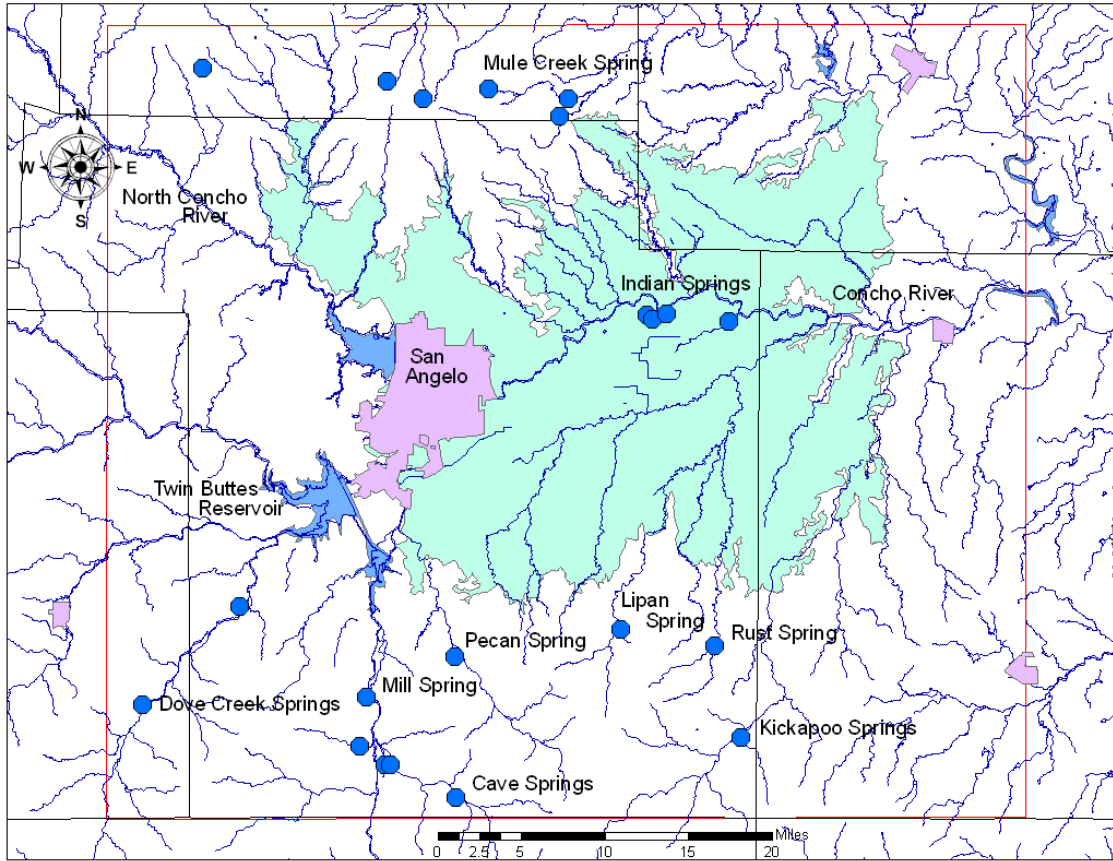 Mule Creek Spring
N
W E
S
North Concho
River
Indian Springs
Concho River
San
Angelo
Twin Buttes
Reservoir
Lipan
Spring
Rust Spring
Pecan Spring
Mill Spring
Dove Creek Springs
Kickapoo Springs
Cave Springs
Miles
0 2.5 5 10 15 20